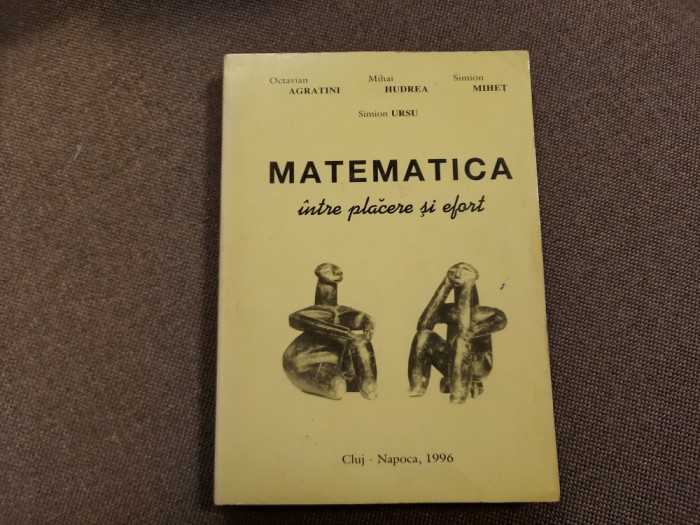 Octavian AGRATINI Mihai HUDREA Simion MIHEȚ
Simion URSU
MATEMATICA
între plăcere și efort
Cluj - Napoca, 1996